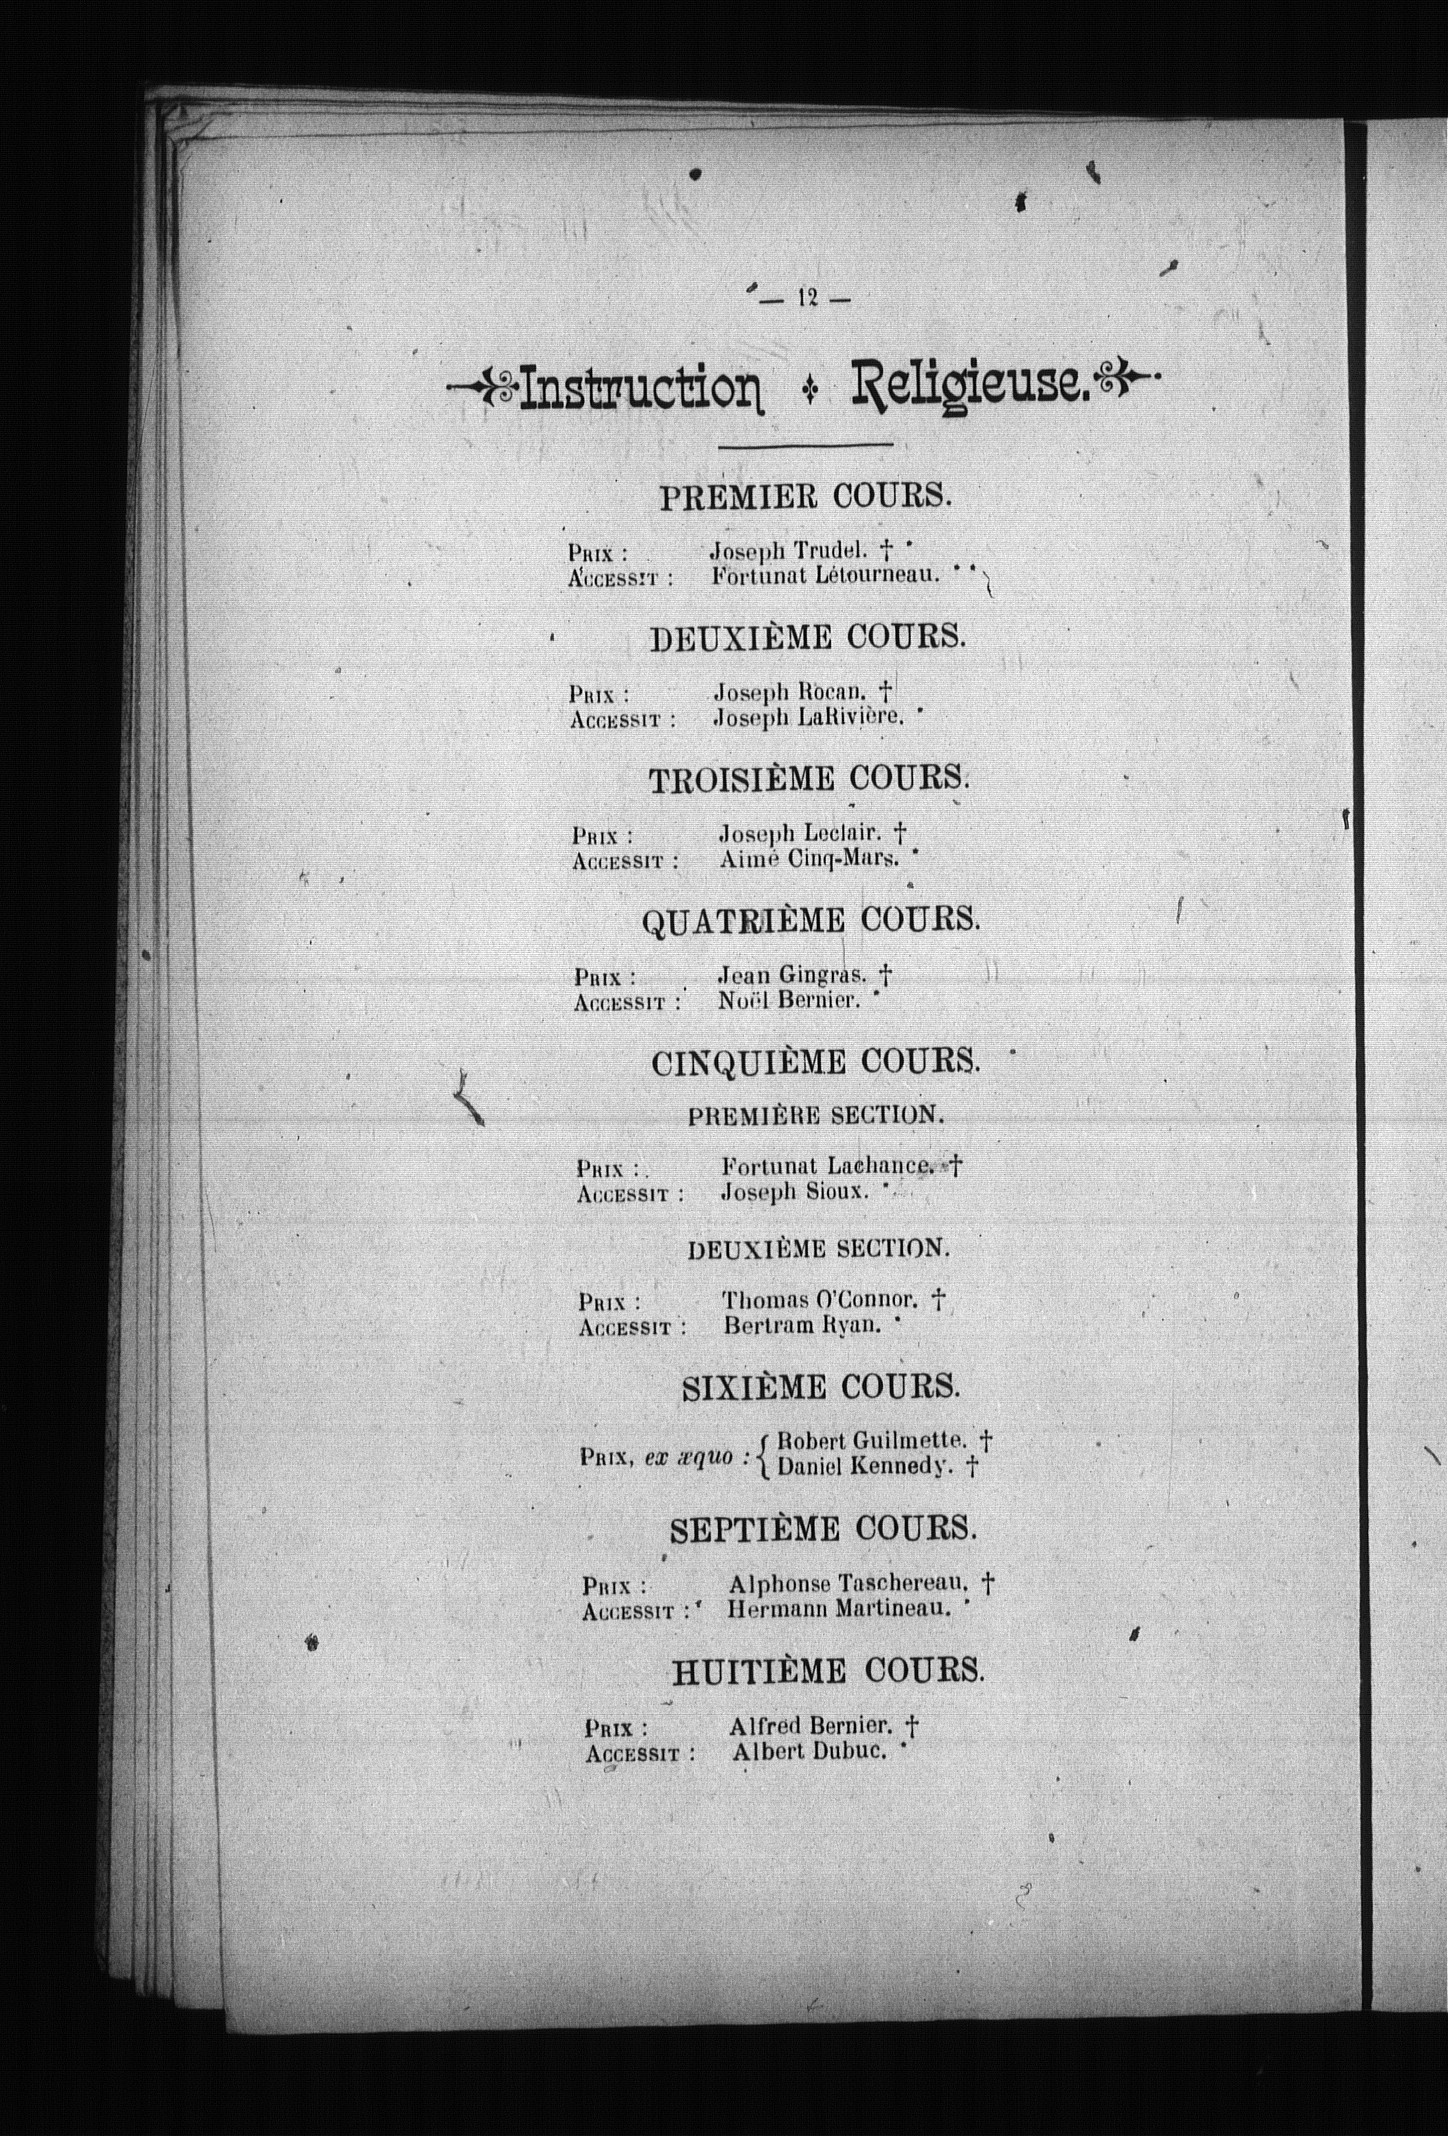 — 12 —
Instruction Religieuse.
PREMIER COURS.
PRIX : Joseph Trudel. † *
ACCESSIT : Fortunat Létourneau. * *
DEUXIÈME COURS.
PRIX : Joseph Rocan. †
ACCESSIT : Joseph LaRivière. *
TROISIÈME COURS.
PRIX : Joseph Leclair. †
ACCESSIT : Aimé Cinq-Mars. *
QUATRIÈME COURS.
PRIX : Jean Gingras. †
ACCESSIT : Noël Bernier. *
CINQUIÈME COURS.
PREMIÈRE SECTION.
PRIX : Fortunat Lachance. †
ACCESSIT : Joseph Sioux. *
DEUXIÈME SECTION.
PRIX : Thomas O'Connor. †
ACCESSIT : Bertram Ryan. *
SIXIÈME COURS.
PRIX, ex æquo : { Robert Guilmette. †
Daniel Kennedy. †
SEPTIÈME COURS.
PRIX : Alphonse Taschereau. †
ACCESSIT : Hermann Martineau. *
HUITIÈME COURS.
PRIX : Alfred Bernier. †
ACCESSIT : Albert Dubuc. *